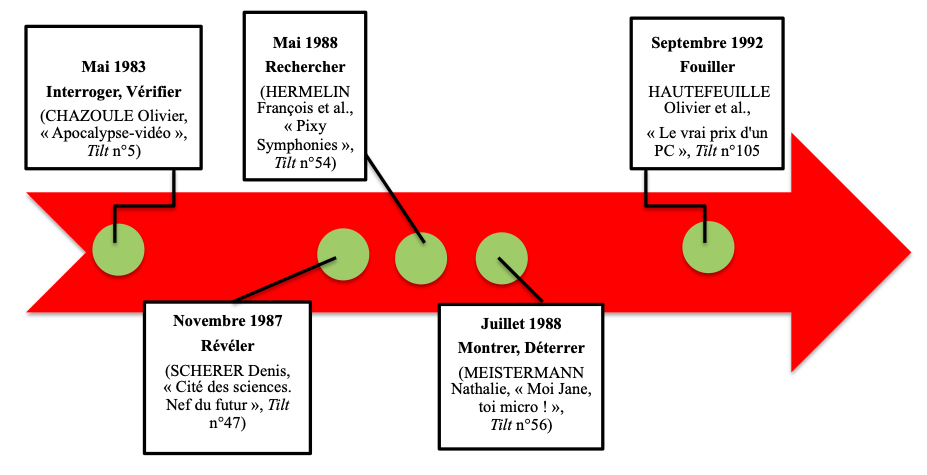 Mai 1983
Interroger, Vérifier
(CHAZOULE Olivier,
« Apocalypse-vidéo »,
Tilt n°5)
Mai 1988
Rechercher
(HERMELIN
François et al.,
« Pixy
Symphonies »,
Tilt n°54)
Septembre 1992
Fouiller
HAUTEFEUILLE
Olivier et al.,
« Le vrai prix d'un
PC », Tilt n°105
Novembre 1987
Révéler
(SCHERER Denis,
« Cité des sciences.
Nef du futur », Tilt
n°47)
Juillet 1988
Montrer, Déterrer
(MEISTERMANN
Nathalie, « Moi Jane,
toi micro ! »,
Tilt n°56)